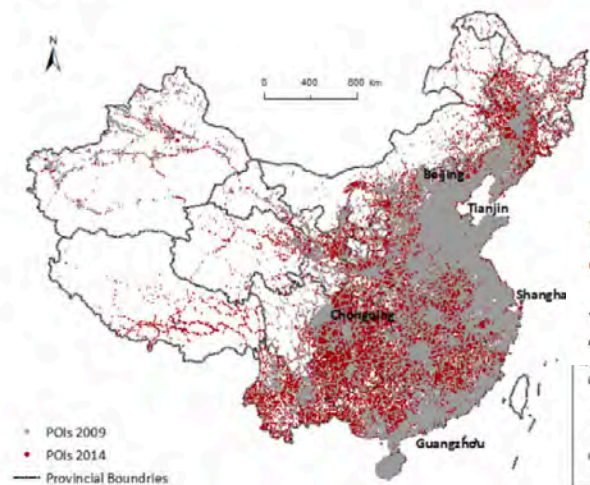 N
0 400 800 Km
Beijing
Tianjin
Shangha
Chongqing
Guangzhou
POIs 2009
POIs 2014
Provincial Boundries